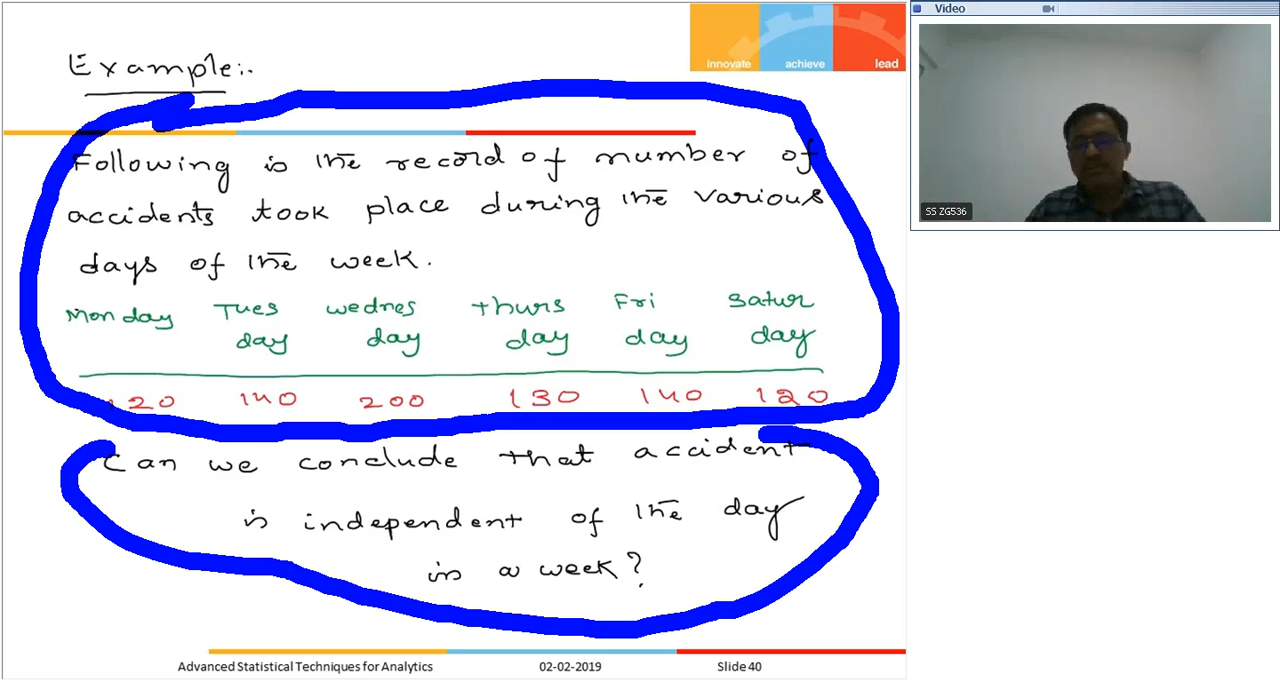 Example:-
innovate achieve lead
Following is the record of number of
accidents took place during the various
days of the week.
Monday Tues wednes thurs Fri Satur
day day day day day
120 140 200 130 140 120
Can we conclude that accident
is independent of the day
in a week?
Advanced Statistical Techniques for Analytics 02-02-2019 Slide 40
Video
SS ZG536